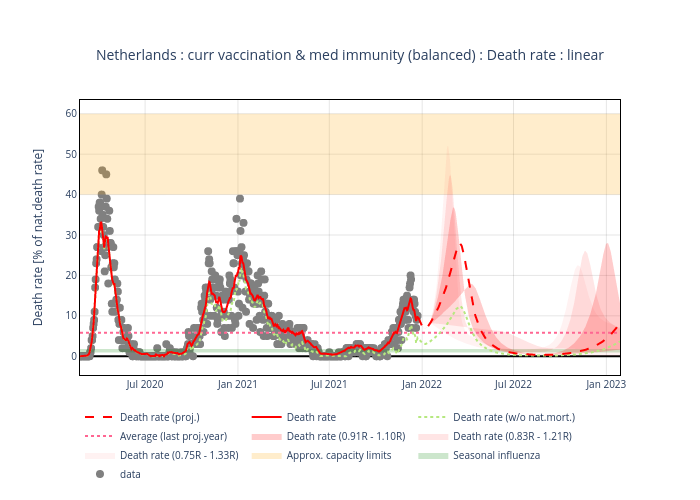 Netherlands : curr vaccination & med immunity (balanced) : Death rate : linear
Death rate [% of nat.death rate]
60
50
40
30
20
10
0
Jul 2020 Jan 2021 Jul 2021 Jan 2022 Jul 2022 Jan 2023
Death rate (proj.) Death rate Death rate (w/o nat.mort.)
Average (last proj.year) Death rate (0.91R - 1.10R) Death rate (0.83R - 1.21R)
Death rate (0.75R - 1.33R) Approx. capacity limits Seasonal influenza
data